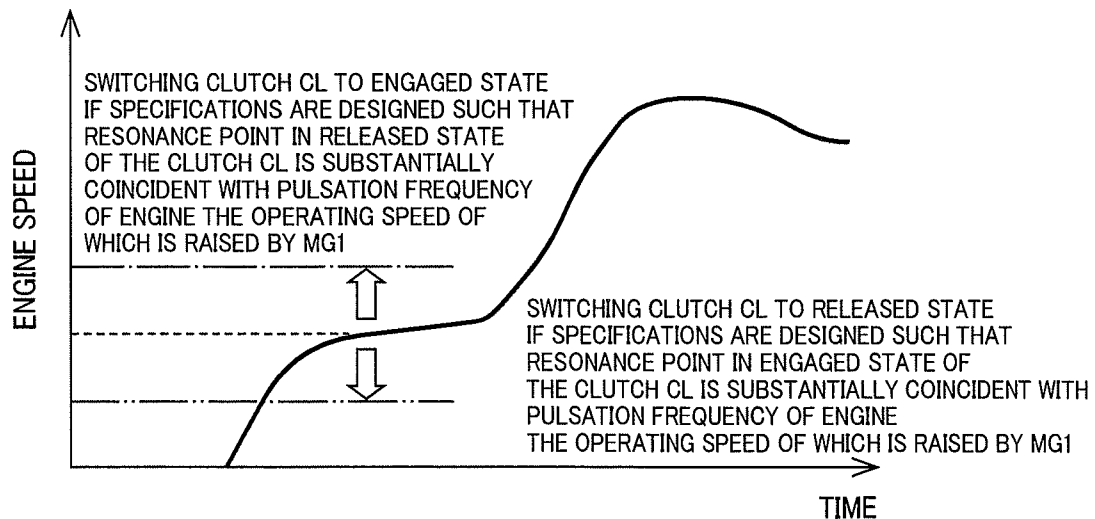 SWITCHING CLUTCH CL TO ENGAGED STATE
IF SPECIFICATIONS ARE DESIGNED SUCH THAT
RESONANCE POINT IN RELEASED STATE
OF THE CLUTCH CL IS SUBSTANTIALLY
COINCIDENT WITH PULSATION FREQUENCY
OF ENGINE THE OPERATING SPEED OF
WHICH IS RAISED BY MG1
ENGINE SPEED
SWITCHING CLUTCH CL TO RELEASED STATE
IF SPECIFICATIONS ARE DESIGNED SUCH THAT
RESONANCE POINT IN ENGAGED STATE OF
THE CLUTCH CL IS SUBSTANTIALLY COINCIDENT WITH
PULSATION FREQUENCY OF ENGINE
THE OPERATING SPEED OF WHICH IS RAISED BY MG1
TIME